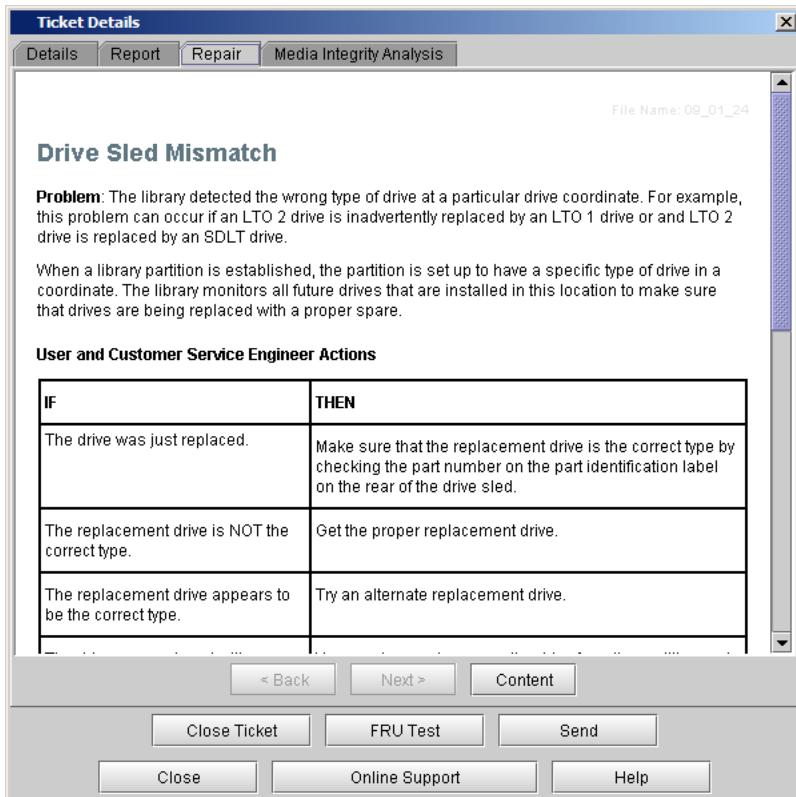 Ticket Details
Details Report Repair Media Integrity Analysis
File Name: 09_01_24
Drive Sled Mismatch
Problem: The library detected the wrong type of drive at a particular drive coordinate. For example,
this problem can occur if an LTO 2 drive is inadvertently replaced by an LTO 1 drive or and LTO 2
drive is replaced by an SDLT drive.
When a library partition is established, the partition is set up to have a specific type of drive in a
coordinate. The library monitors all future drives that are installed in this location to make sure
that drives are being replaced with a proper spare.
User and Customer Service Engineer Actions
IF THEN
The drive was just replaced.
Make sure that the replacement drive is the correct type by
checking the part number on the part identification label
on the rear of the drive sled.
The replacement drive is NOT the
correct type.
Get the proper replacement drive.
The replacement drive appears to
be the correct type.
Try an alternate replacement drive.
< Back Next > Content
Close Ticket FRU Test Send
Close Online Support Help